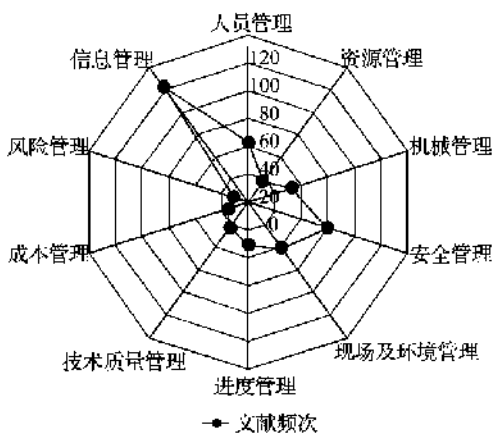 人员管理
信息管理
资源管理
120
100
80
60
40
20
0
风险管理
机械管理
成本管理
安全管理
技术质量管理
现场及环境管理
进度管理
文献频次